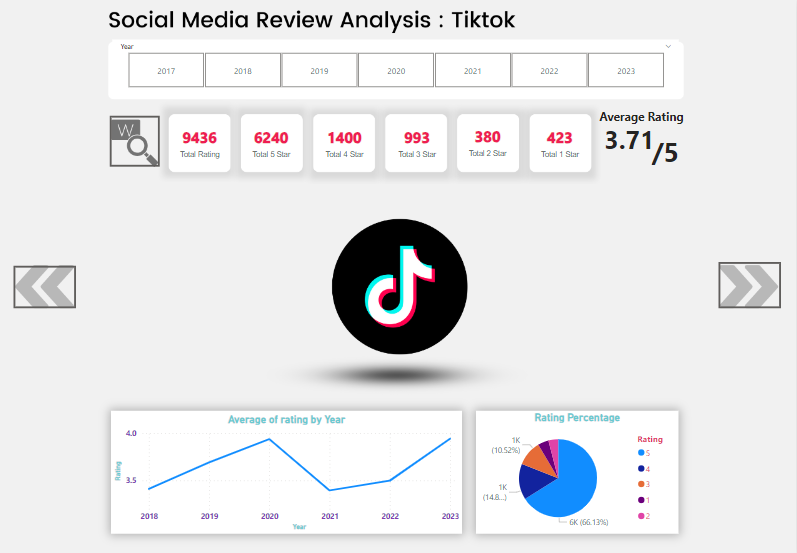 Social Media Review Analysis : Tiktok
Year
2017 2018 2019 2020 2021 2022 2023
W
9436
Total Rating
6240
Total 5 Star
1400
Total 4 Star
993
Total 3 Star
380
Total 2 Star
423
Total 1 Star
Average Rating
3.71/5
Average of rating by Year
Rating
4.0
3.5
2018 2019 2020 2021 2022 2023
Year
Rating Percentage
1K
(10.52%)
1K
(14.8...)
6K (66.13%)
Rating
5
4
3
1
2